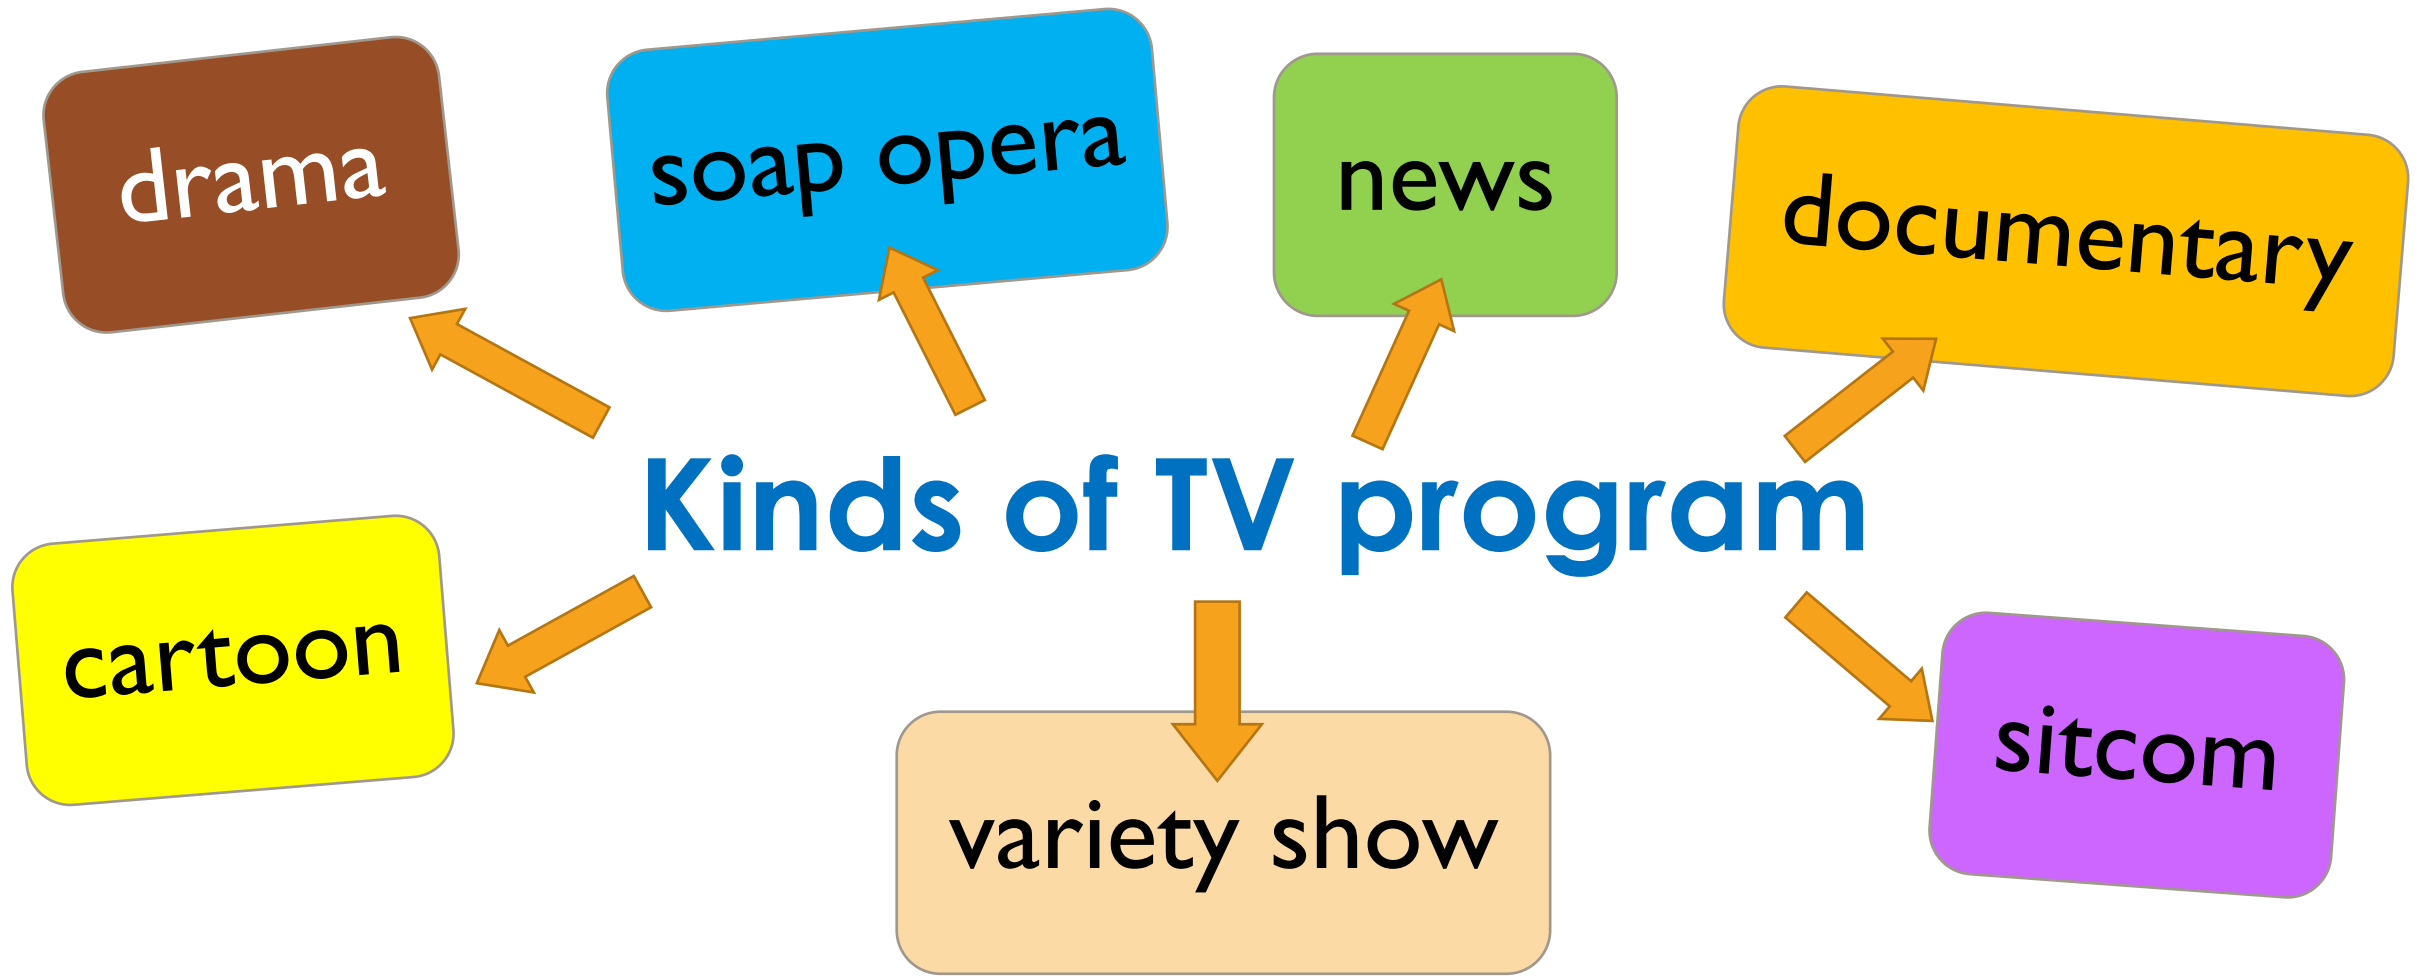 drama
soap opera
news
documentary
Kinds of TV program
cartoon
variety show
sitcom